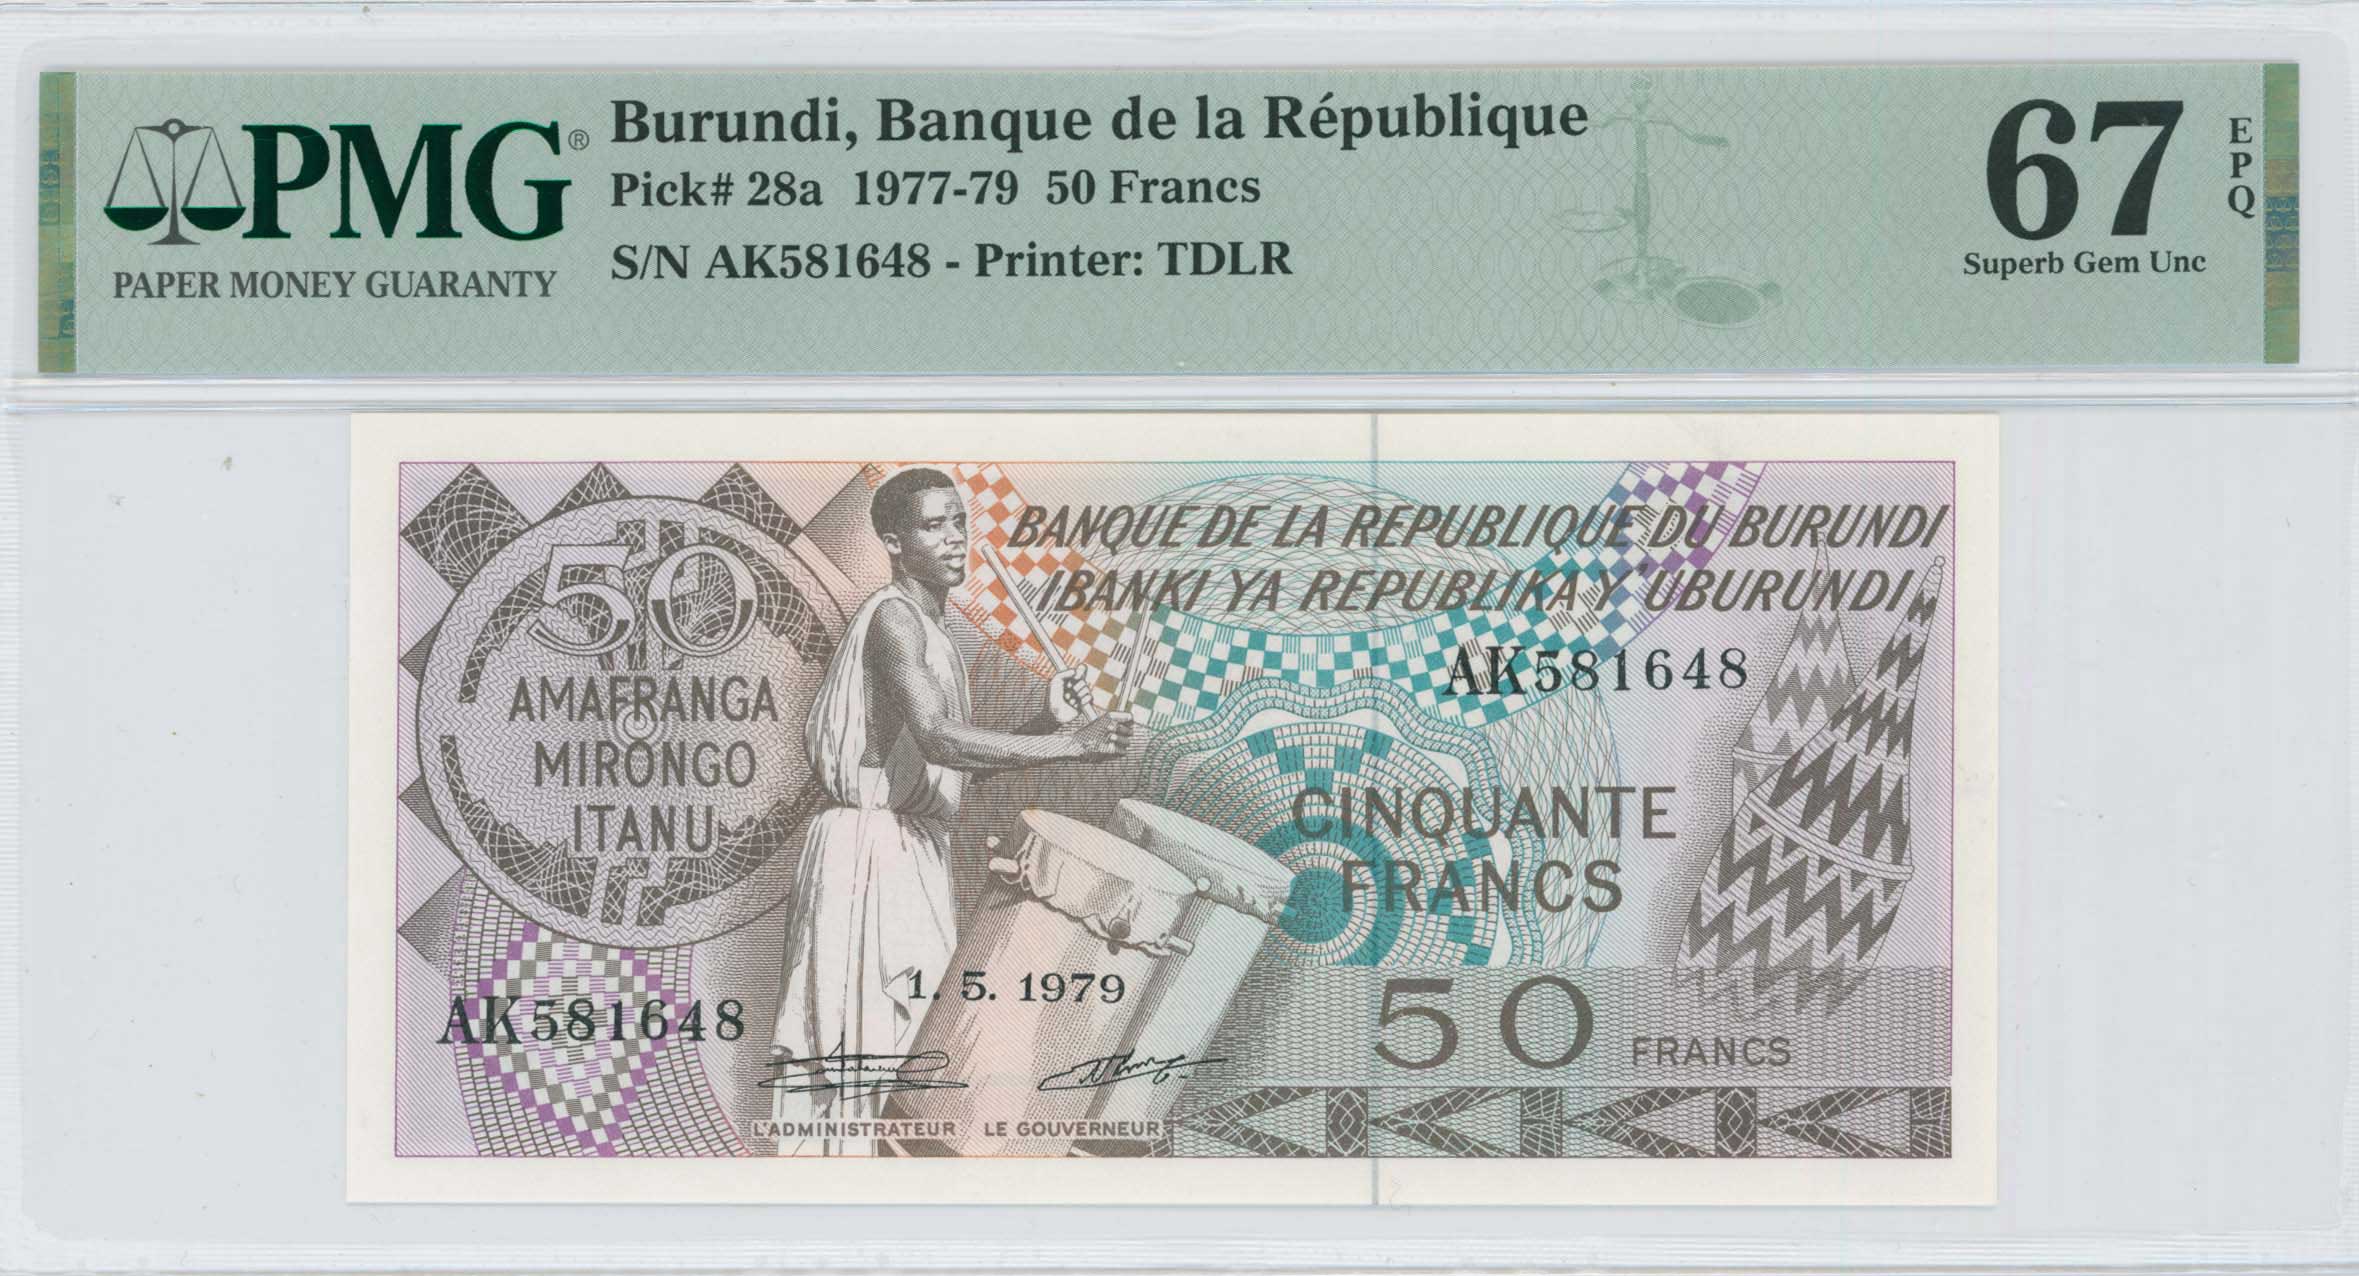 PMG®
PAPER MONEY GUARANTY
Burundi, Banque de la République
Pick# 28a 1977-79 50 Francs
S/N AK581648 - Printer: TDLR
67
EPQ
Superb Gem Unc
BANQUE DE LA REPUBLIQUE DU BURUNDI
IBANKI YA REPUBLIKA Y'UBURUNDI
50
AMAFRANGA
MIRONGO
ITANU
AK581648
CINQUANTE
FRANCS
AK581648
1. 5. 1979
50 FRANCS
L'ADMINISTRATEUR LE GOUVERNEUR